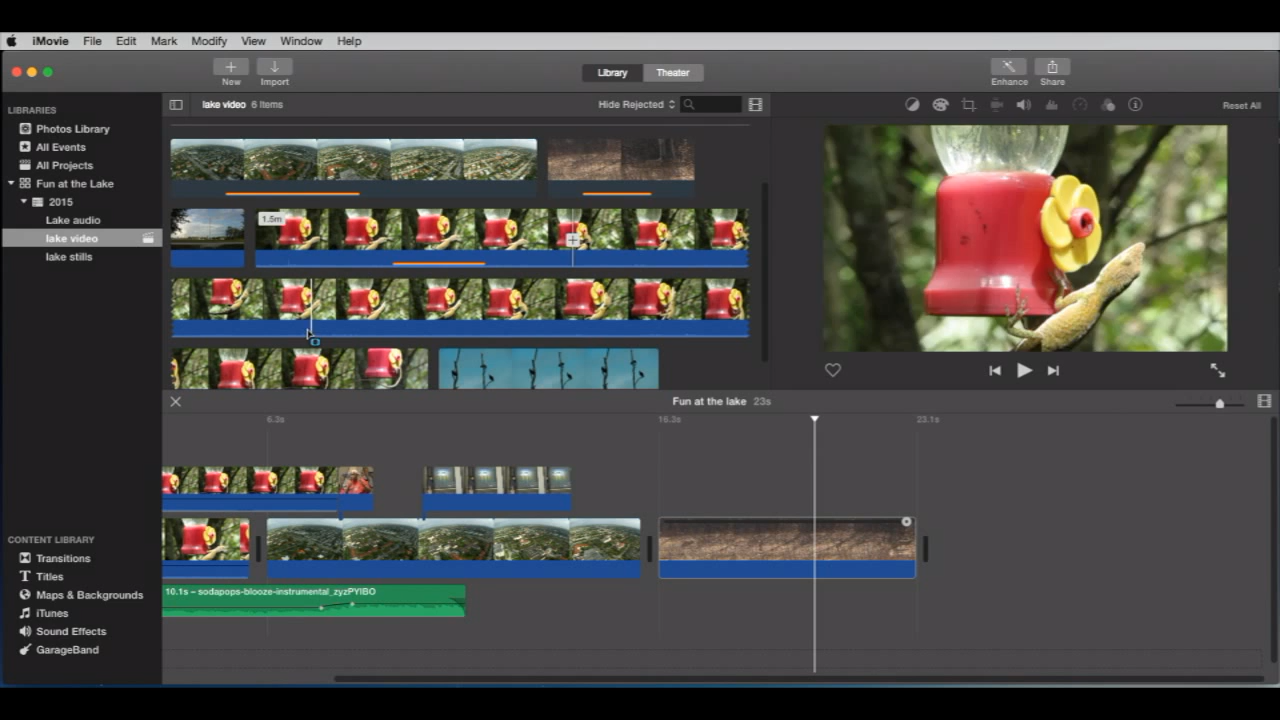 iMovie File Edit Mark Modify View Window Help
New Import Library Theater Enhance Share
LIBRARIES
Photos Library
All Events
All Projects
Fun at the Lake
2015
Lake audio
lake video
lake stills
CONTENT LIBRARY
Transitions
Titles
Maps & Backgrounds
iTunes
Sound Effects
GarageBand
lake video 6 Items Hide Rejected
Reset All
1.5m
Fun at the lake 23s
6.3s 16.3s 23.1s
10.1s – sodapops-blooze-instrumental_zyzPYIBO